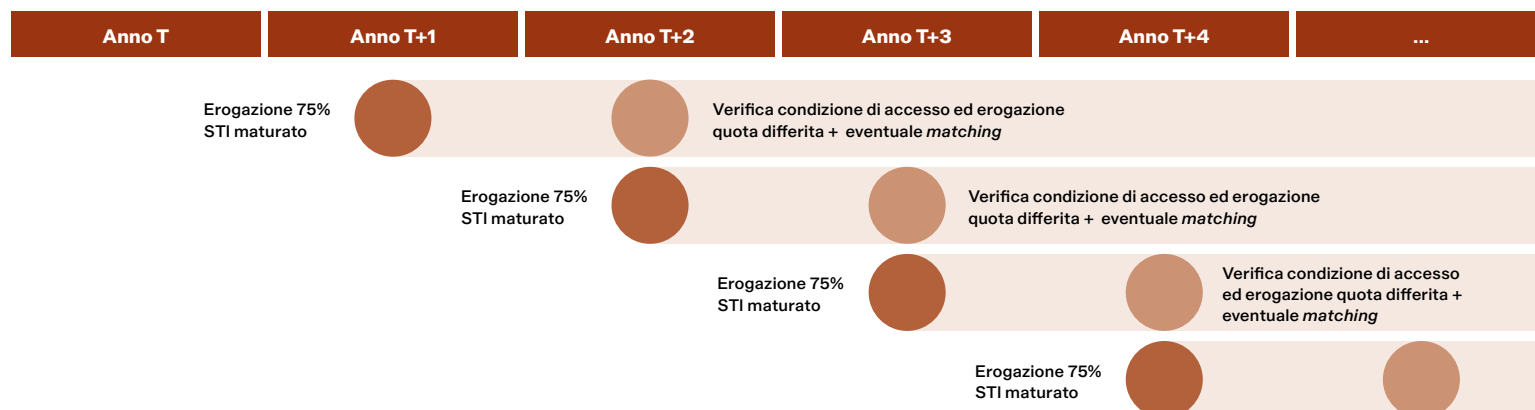 Anno T
Anno T+1
Anno T+2
Anno T+3
Anno T+4
...
Erogazione 75%
STI maturato
Verifica condizione di accesso ed erogazione
quota differita + eventuale matching
Erogazione 75%
STI maturato
Verifica condizione di accesso ed erogazione
quota differita + eventuale matching
Erogazione 75%
STI maturato
Verifica condizione di accesso
ed erogazione quota differita +
eventuale matching
Erogazione 75%
STI maturato